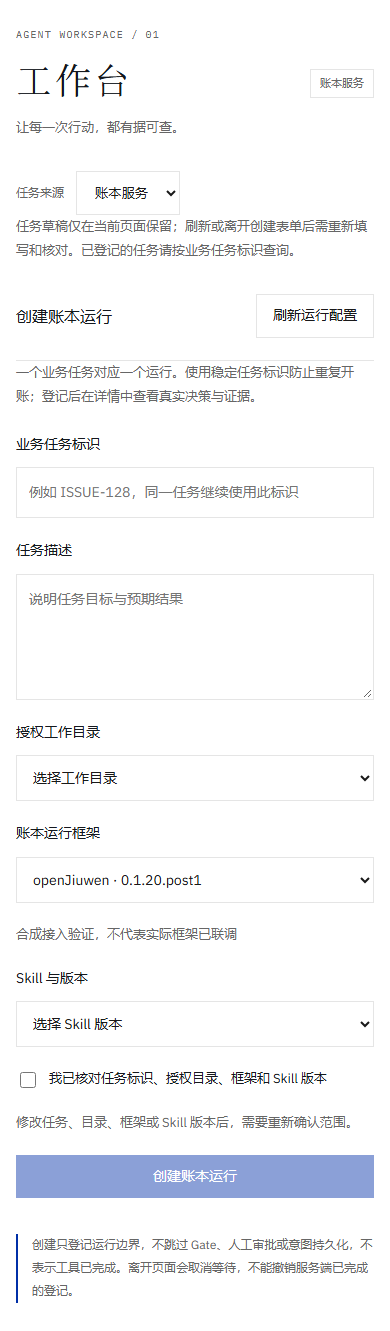 AGENT WORKSPACE / 01
工作台
账本服务
让每一次行动，都有据可查。
任务来源
账本服务
任务草稿仅在当前页面保留；刷新或离开创建表单后需重新填
写和核对。已登记的任务请按业务任务标识查询。
创建账本运行
刷新运行配置
一个业务任务对应一个运行。使用稳定任务标识防止重复开
账；登记后在详情中查看真实决策与证据。
业务任务标识
例如 ISSUE-128，同一任务继续使用此标识
任务描述
说明任务目标与预期结果
授权工作目录
选择工作目录
账本运行框架
openJiuwen · 0.1.20.post1
合成接入验证，不代表实际框架已联调
Skill 与版本
选择 Skill 版本
我已核对任务标识、授权目录、框架和 Skill 版本
修改任务、目录、框架或 Skill 版本后，需要重新确认范围。
创建账本运行
创建只登记运行边界，不跳过 Gate、人工审批或意图持久化，不
表示工具已完成。离开页面会取消等待，不能撤销服务端已完成
的登记。